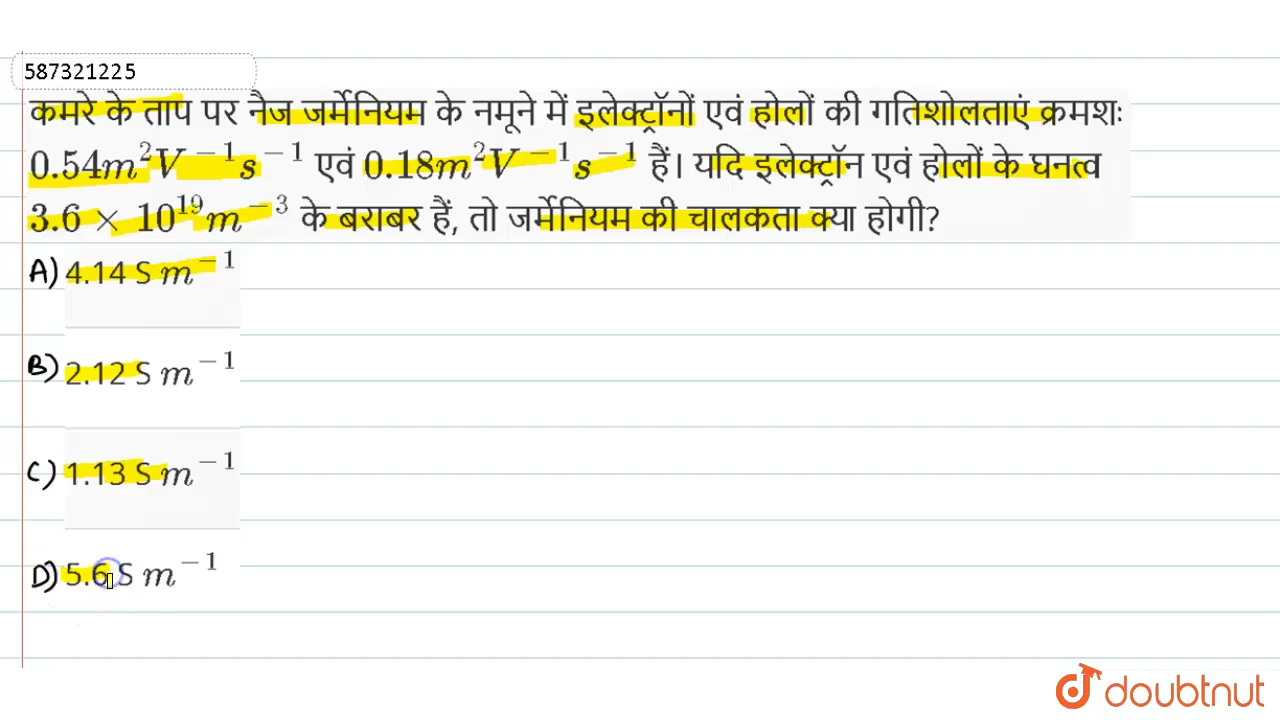 587321225
कमरे के ताप पर नैज जर्मेनियम के नमूने में इलेक्ट्रॉनों एवं होलों की गतिशोलताएं क्रमशः
0.54m^2V^{-1}s^{-1} एवं 0.18m^2V^{-1}s^{-1} हैं। यदि इलेक्ट्रॉन एवं होलों के घनत्व
3.6 × 10^{19}m^{-3} के बराबर हैं, तो जर्मेनियम की चालकता क्या होगी?
A) 4.14 S m^{-1}
B) 2.12 S m^{-1}
C) 1.13 S m^{-1}
D) 5.6 S m^{-1}
doubtnut